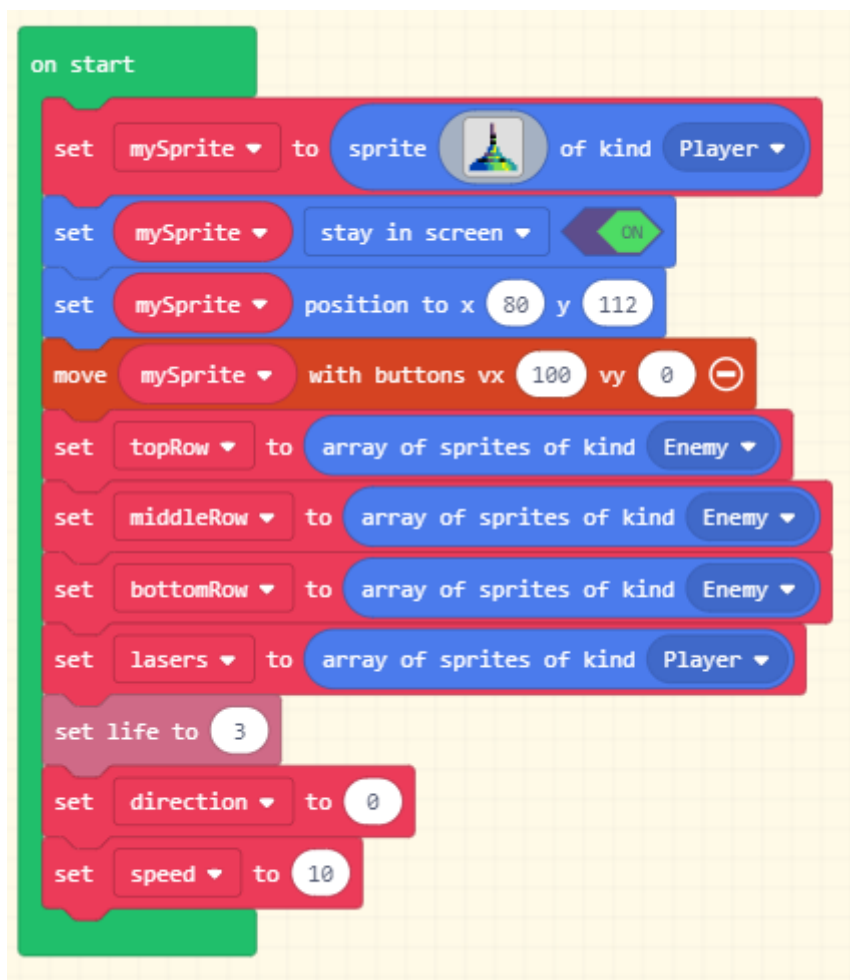 on start
set mySprite to sprite of kind Player
set mySprite stay in screen ON
set mySprite position to x 80 y 112
move mySprite with buttons vx 100 vy 0
set topRow to array of sprites of kind Enemy
set middleRow to array of sprites of kind Enemy
set bottomRow to array of sprites of kind Enemy
set lasers to array of sprites of kind Player
set life to 3
set direction to 0
set speed to 10